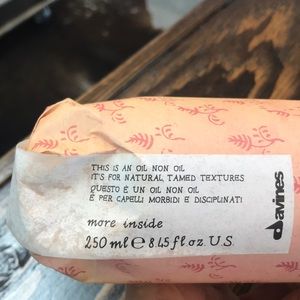 THIS IS AN OIL NON OIL
IT'S FOR NATURAL, TAMED TEXTURES
QUESTO È UN OIL NON OIL
È PER CAPELLI MORBIDI E DISCIPLINATI
more inside
250 ml ℮ 8.45 fl oz. U.S.
davines